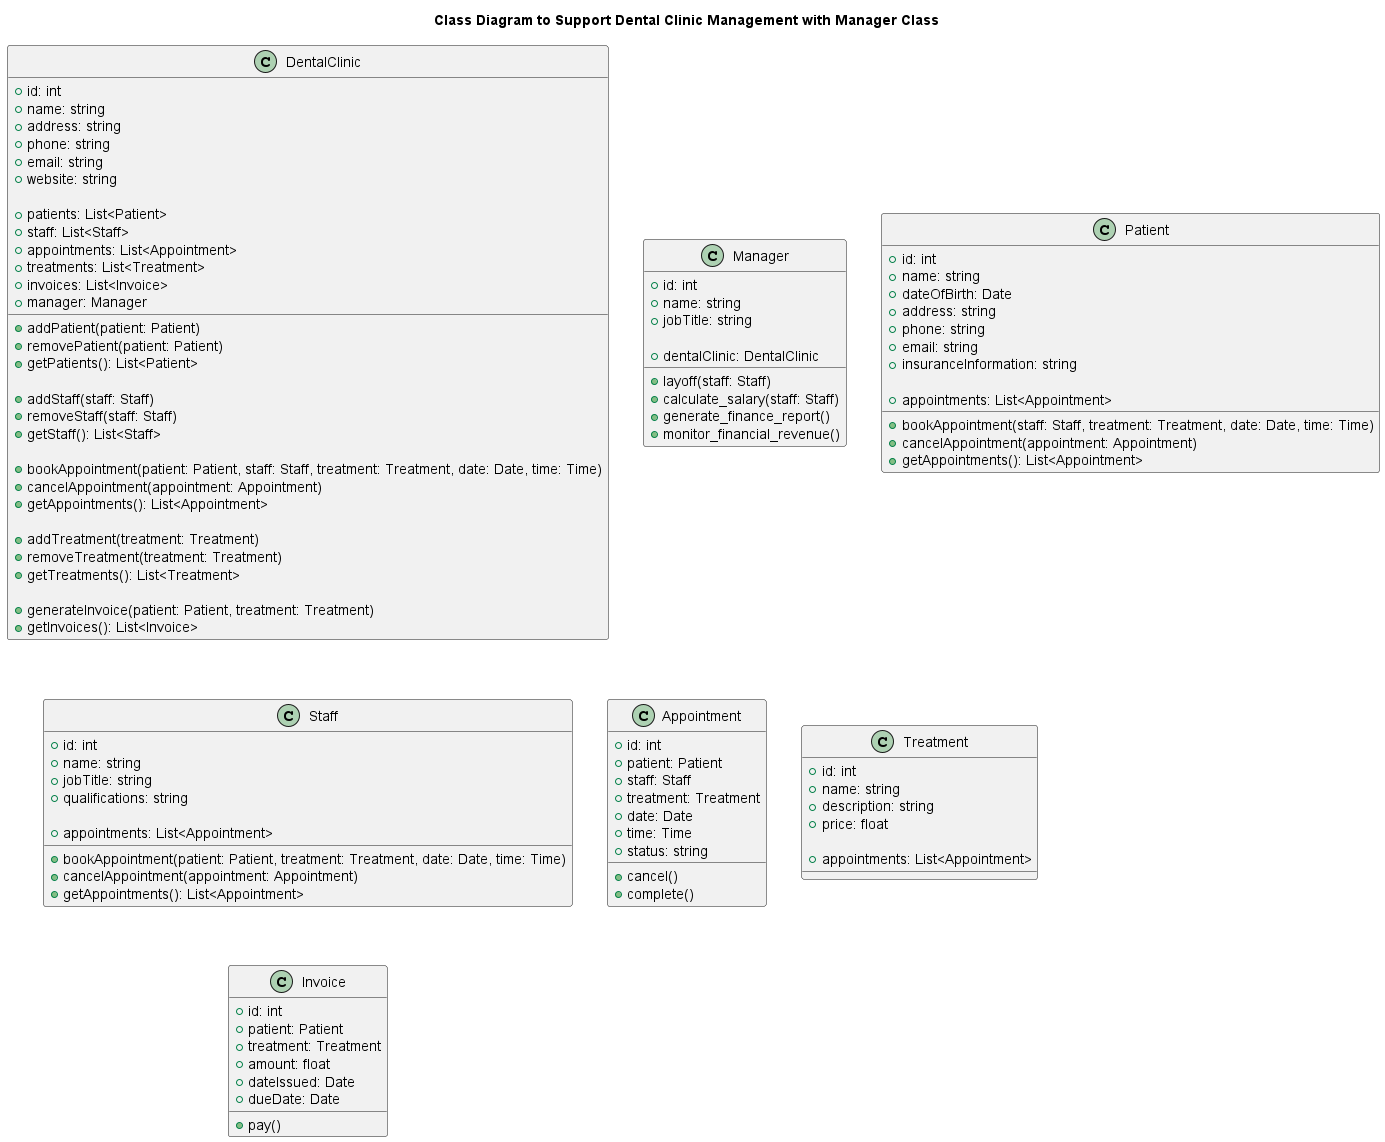 Class Diagram to Support Dental Clinic Management with Manager Class
C DentalClinic
id: int
name: string
address: string
phone: string
email: string
website: string
patients: List<Patient>
staff: List<Staff>
appointments: List<Appointment>
treatments: List<Treatment>
invoices: List<Invoice>
manager: Manager
addPatient(patient: Patient)
removePatient(patient: Patient)
getPatients(): List<Patient>
addStaff(staff: Staff)
removeStaff(staff: Staff)
getStaff(): List<Staff>
bookAppointment(patient: Patient, staff: Staff, treatment: Treatment, date: Date, time: Time)
cancelAppointment(appointment: Appointment)
getAppointments(): List<Appointment>
addTreatment(treatment: Treatment)
removeTreatment(treatment: Treatment)
getTreatments(): List<Treatment>
generateInvoice(patient: Patient, treatment: Treatment)
getInvoices(): List<Invoice>
C Manager
id: int
name: string
jobTitle: string
dentalClinic: DentalClinic
layoff(staff: Staff)
calculate_salary(staff: Staff)
generate_finance_report()
monitor_financial_revenue()
C Patient
id: int
name: string
dateOfBirth: Date
address: string
phone: string
email: string
insuranceInformation: string
appointments: List<Appointment>
bookAppointment(staff: Staff, treatment: Treatment, date: Date, time: Time)
cancelAppointment(appointment: Appointment)
getAppointments(): List<Appointment>
C Staff
id: int
name: string
jobTitle: string
qualifications: string
appointments: List<Appointment>
bookAppointment(patient: Patient, treatment: Treatment, date: Date, time: Time)
cancelAppointment(appointment: Appointment)
getAppointments(): List<Appointment>
C Appointment
id: int
patient: Patient
staff: Staff
treatment: Treatment
date: Date
time: Time
status: string
cancel()
complete()
C Treatment
id: int
name: string
description: string
price: float
appointments: List<Appointment>
C Invoice
id: int
patient: Patient
treatment: Treatment
amount: float
dateIssued: Date
dueDate: Date
pay()